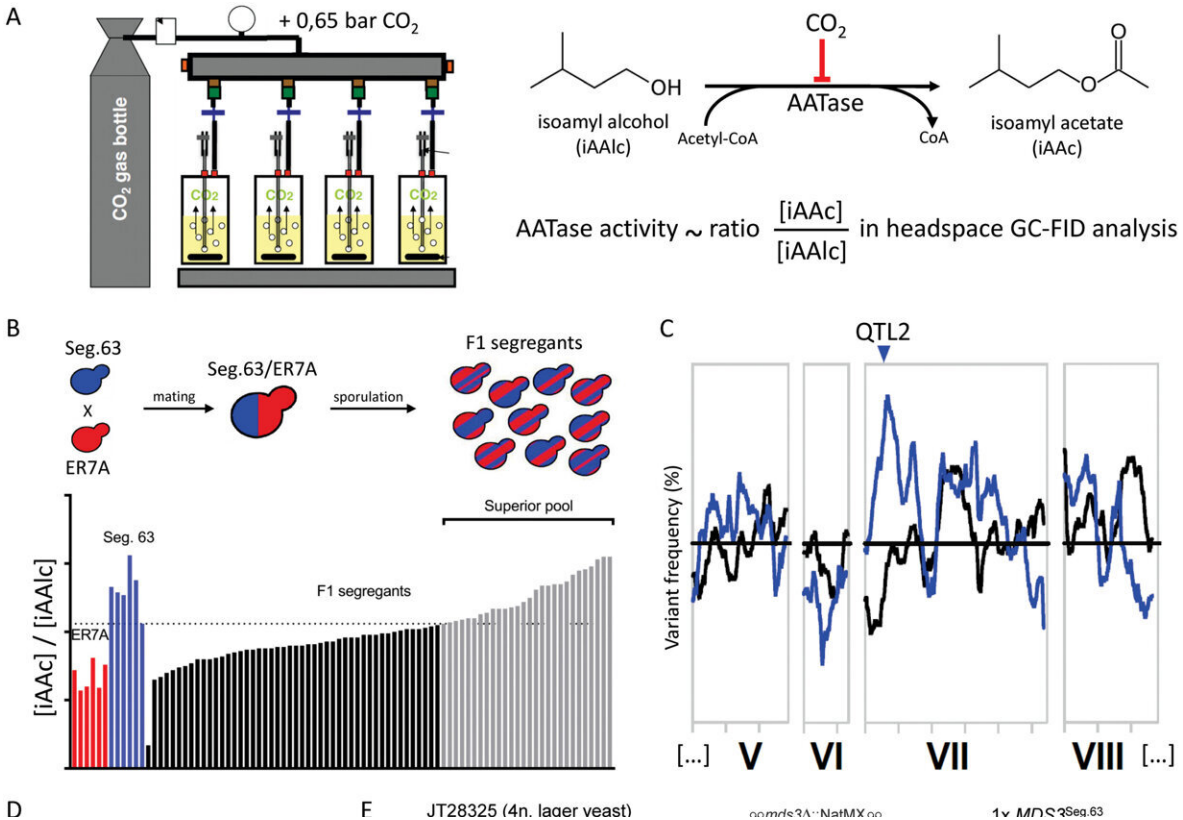 A
+ 0,65 bar CO2
CO2 gas bottle
CO2
CO2
CO2
CO2
CO2
OH
O
O
AATase
isoamyl alcohol
(iAAlc)
Acetyl-CoA
CoA
isoamyl acetate
(iAAc)
AATase activity ~ ratio [iAAc] / [iAAlc] in headspace GC-FID analysis
B
Seg.63
X
ER7A
mating
Seg.63/ER7A
sporulation
F1 segregants
Superior pool
Seg. 63
F1 segregants
ER7A
[iAAc] / [iAAlc]
C
QTL2
Variant frequency (%)
[...] V VI VII VIII [...]
D
E
JT28325 (4n, lager yeast)
∞mds3Δ::NatMX∞
1x MDS3Seg.63